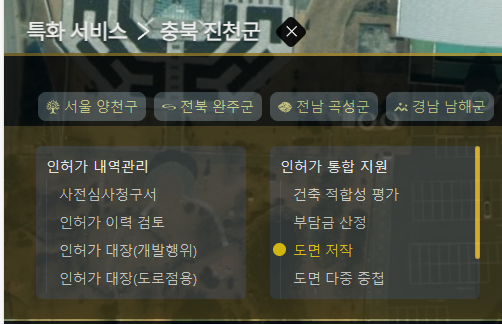 특화 서비스 > 충북 진천군
서울 양천구 전북 완주군 전남 곡성군 경남 남해군
인허가 내역관리
사전심사청구서
인허가 이력 검토
인허가 대장(개발행위)
인허가 대장(도로점용)
인허가 통합 지원
건축 적합성 평가
부담금 산정
도면 저작
도면 다중 중첩